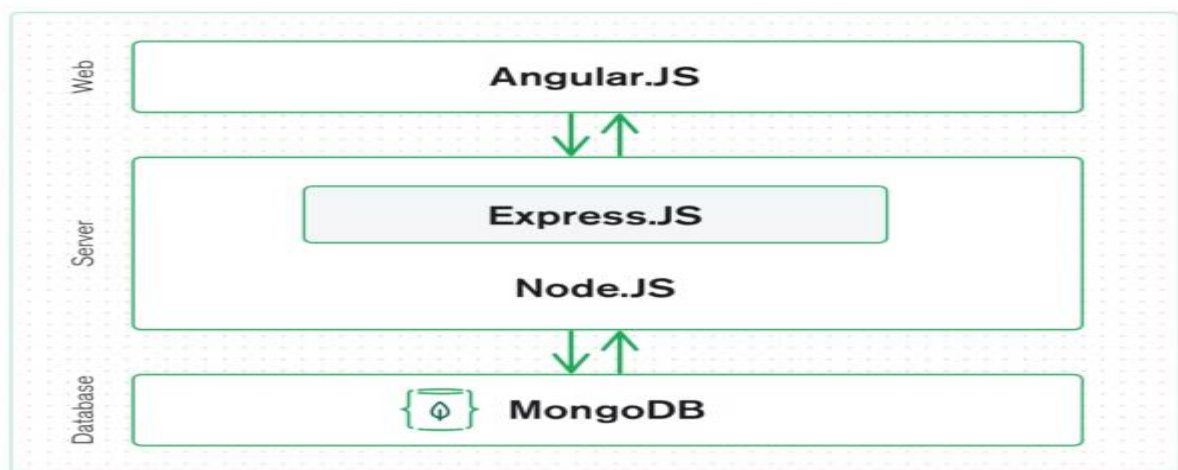 Web
Angular.JS
Server
Express.JS
Node.JS
Database
MongoDB